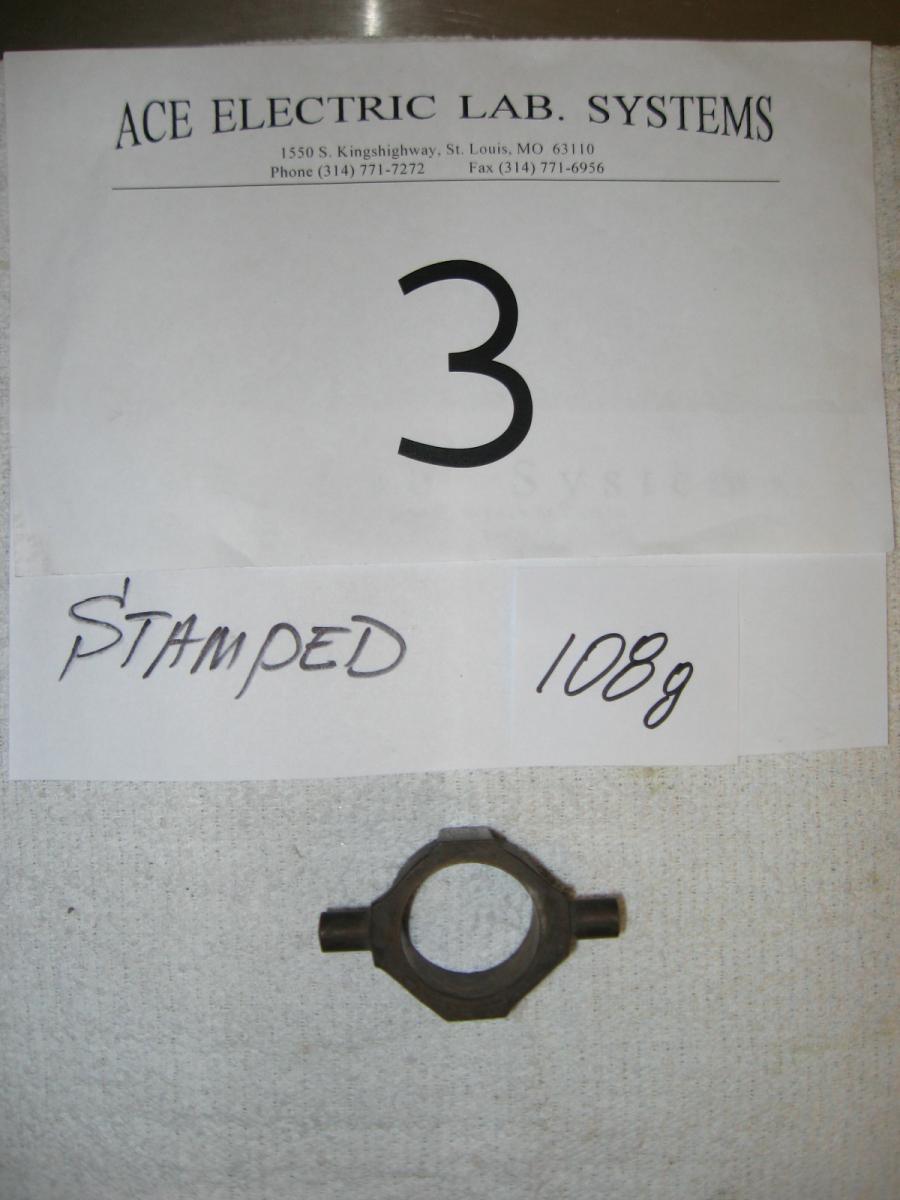 ACE ELECTRIC LAB. SYSTEMS
1550 S. Kingshighway, St. Louis, MO 63110
Phone (314) 771-7272 Fax (314) 771-6956
3
Systems
STAMPED 108g